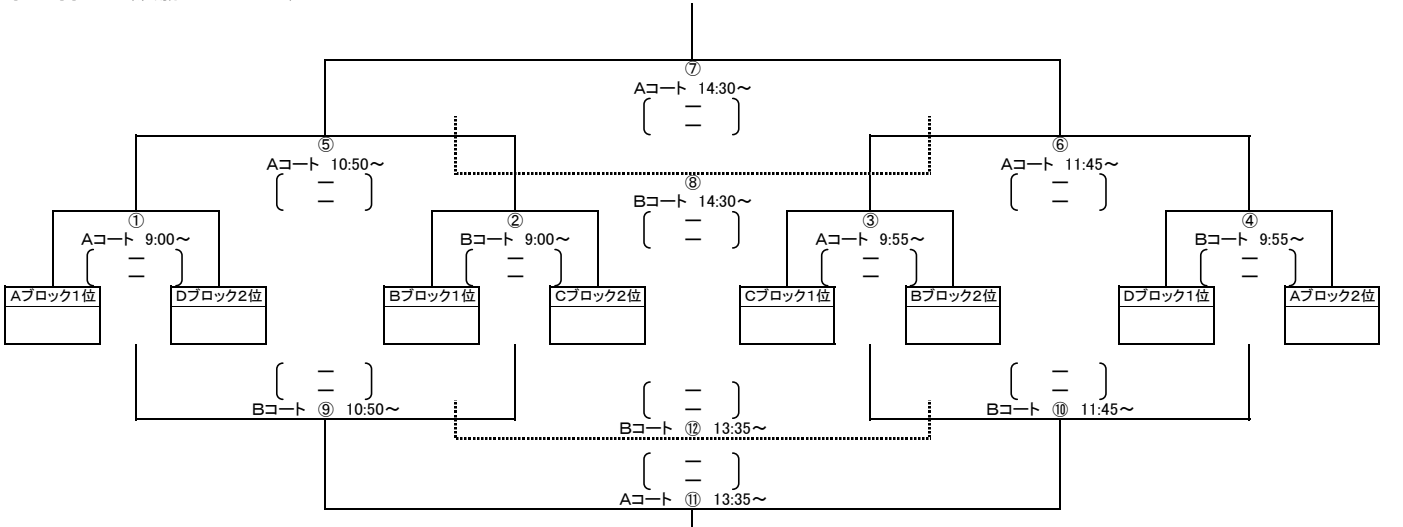 ⑦
Aコート 14:30～
⑤
Aコート 10:50～
⑥
Aコート 11:45～
⑧
Bコート 14:30～
①
Aコート 9:00～
②
Bコート 9:00～
③
Aコート 9:55～
④
Bコート 9:55～
Aブロック1位
Dブロック2位
Bブロック1位
Cブロック2位
Cブロック1位
Bブロック2位
Dブロック1位
Aブロック2位
Bコート ⑨ 10:50～
Bコート ⑩ 11:45～
Bコート ⑫ 13:35～
Aコート ⑪ 13:35～